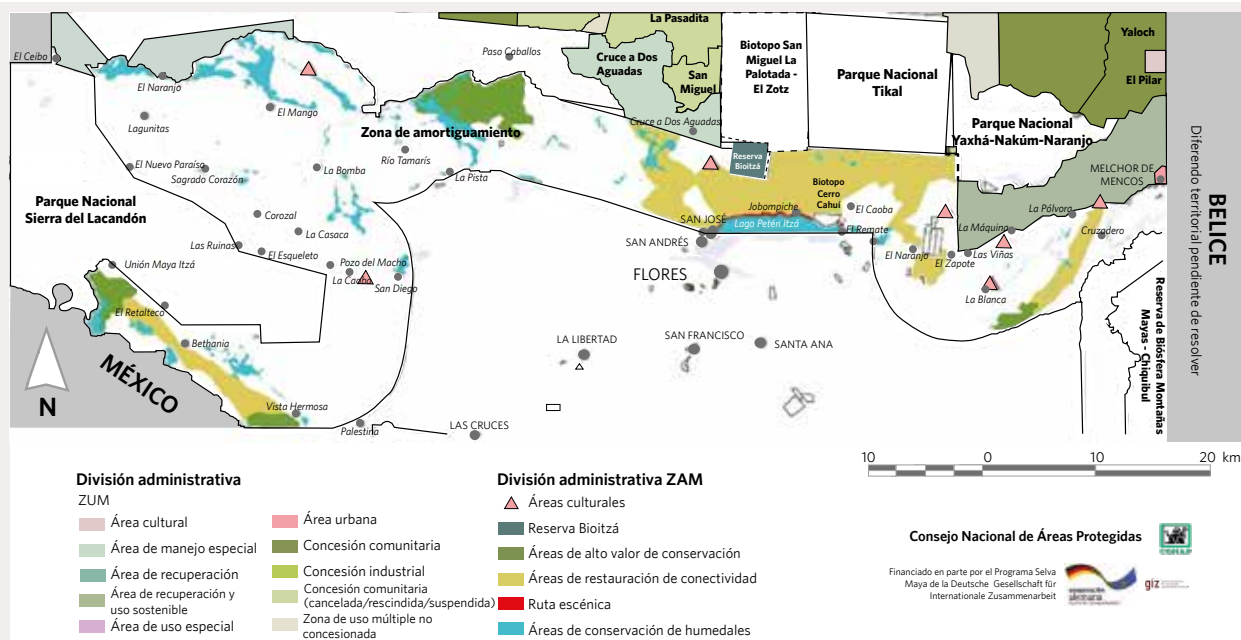 La Pasadita
Yaloch
El Ceibo
Paso Caballos
Cruce a Dos
Aguadas
Biotopo San
Miguel La
Palotada -
El Zotz
Parque Nacional
Tikal
El Pilar
San
Miguel
El Naranjo
El Mango
Lagunitas
Zona de amortiguamiento
Cruce a Dos Aguadas
Parque Nacional
Yaxhá-Nakúm-Naranjo
Río Tamarís
Reserva
Bioitzá
El Nuevo Paraíso
Sagrado Corazón
La Bomba
La Pista
MELCHOR DE
MENCOS
Parque Nacional
Sierra del Lacandón
Biotopo
Cerro
Cahuí
Corozal
Jobompiche
El Caoba
La Pólvora
SAN JOSÉ
Lago Petén Itzá
La Casaca
El Remate
La Máquina
Cruzadero
Las Ruinas
SAN ANDRÉS
El Esqueleto
Pozo del Macho
El Naranjo
El Zapote
Las Viñas
Unión Maya Itzá
La Caoba
San Diego
FLORES
La Blanca
El Retalteco
Bethania
LA LIBERTAD
SAN FRANCISCO
SANTA ANA
MÉXICO
N
Vista Hermosa
Palestina
LAS CRUCES
BELICE
Diferendo territorial pendiente de resolver
Reserva de Biósfera Montañas
Mayas - Chiquibul
10 0 10 20 km
División administrativa
ZUM
Área cultural
Área de manejo especial
Área de recuperación
Área de recuperación y
uso sostenible
Área de uso especial
Área urbana
Concesión comunitaria
Concesión industrial
Concesión comunitaria
(cancelada/rescindida/suspendida)
Zona de uso múltiple no
concesionada
División administrativa ZAM
Áreas culturales
Reserva Bioitzá
Áreas de alto valor de conservación
Áreas de restauración de conectividad
Ruta escénica
Áreas de conservación de humedales
Consejo Nacional de Áreas Protegidas
CONAP
Financiado en parte por el Programa Selva
Maya de la Deutsche Gesellschaft für
Internationale Zusammenarbeit
cooperación
alemana
giz